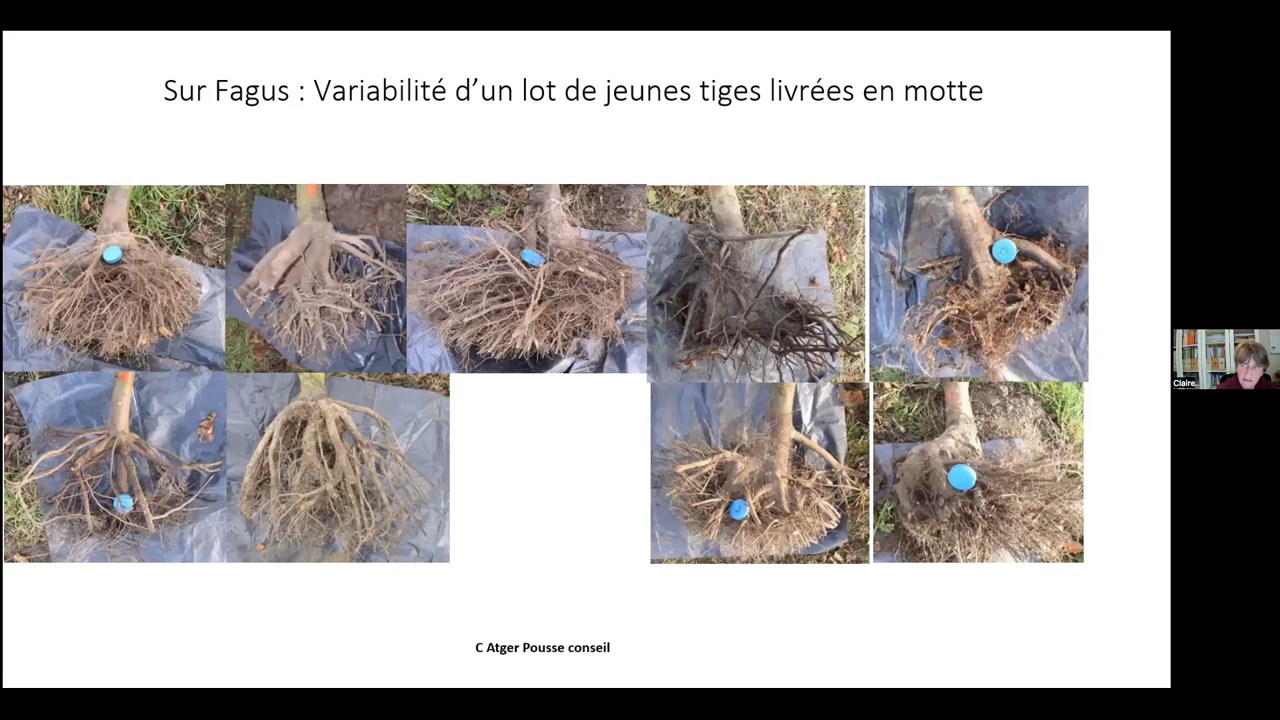 Sur Fagus : Variabilité d’un lot de jeunes tiges livrées en motte
Claire
C Atger Pousse conseil